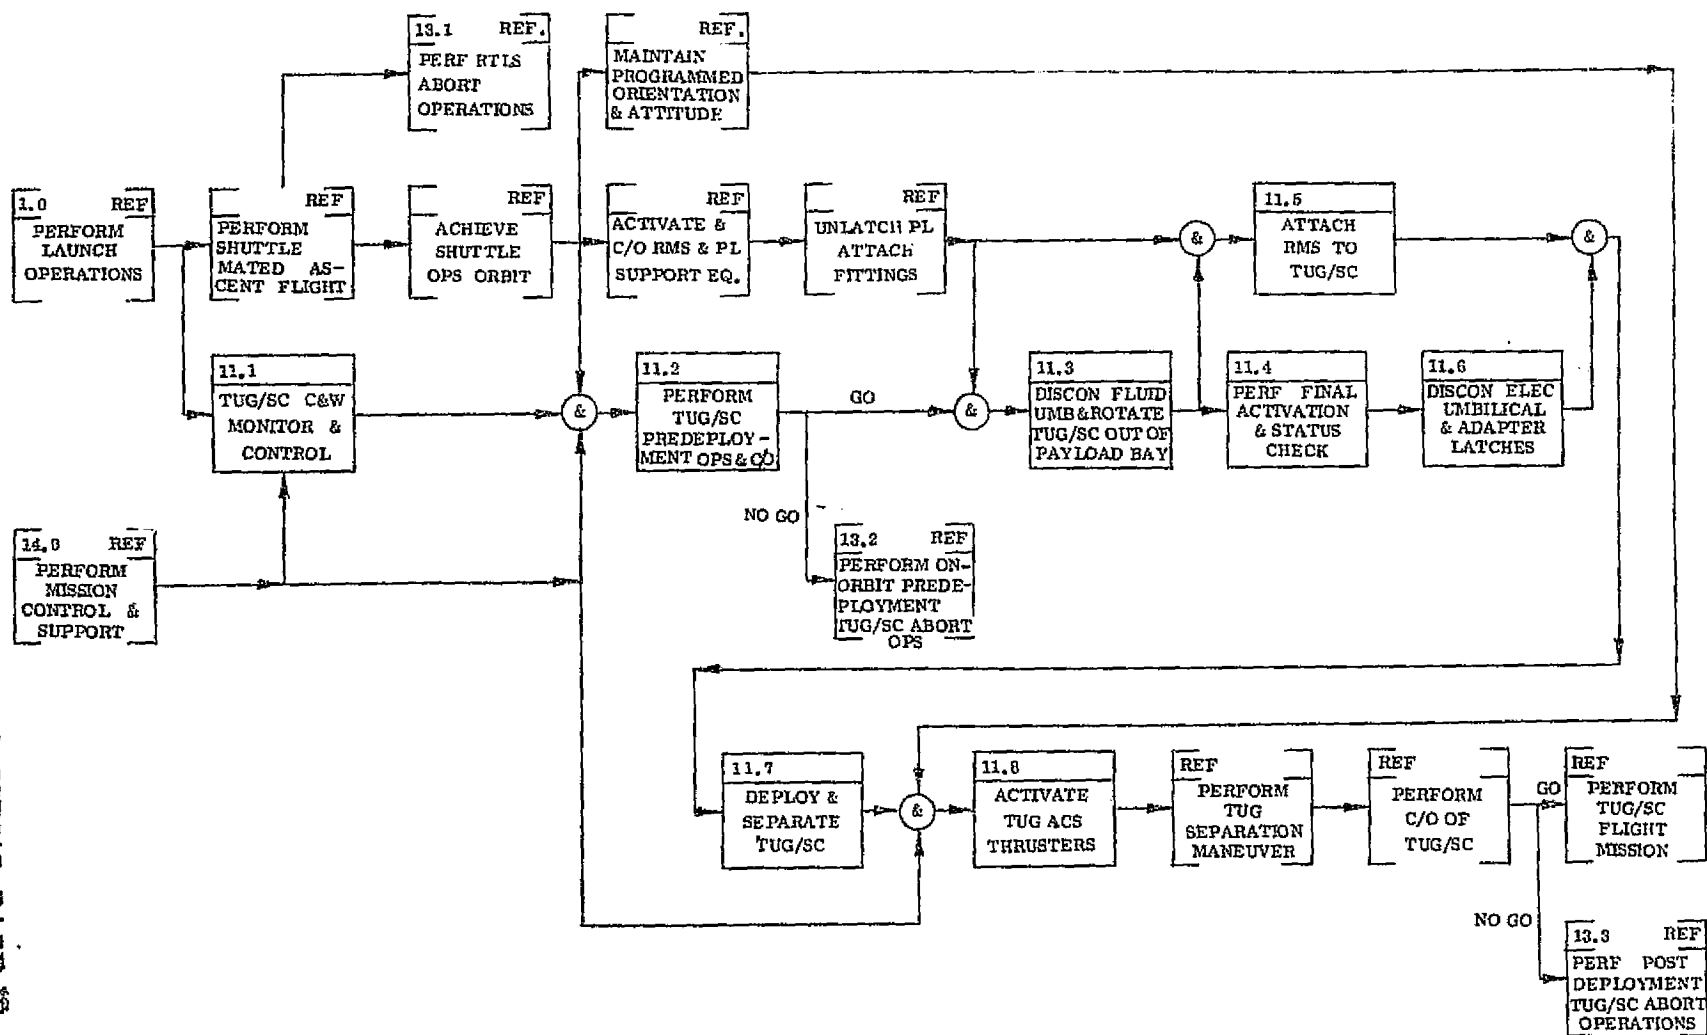 13.1 REF.
PERF RTLS
ABORT
OPERATIONS
REF.
MAINTAIN
PROGRAMMED
ORIENTATION
& ATTITUDE
1.0 REF
PERFORM
LAUNCH
OPERATIONS
REF
PERFORM
SHUTTLE
MATED AS-
CENT FLIGHT
REF
ACHIEVE
SHUTTLE
OPS ORBIT
REF
ACTIVATE &
C/O RMS & PL
SUPPORT EQ.
REF
UNLATCH PL
ATTACH
FITTINGS
&
11.5
ATTACH
RMS TO
TUG/SC
&
11.1
TUG/SC C&W
MONITOR &
CONTROL
&
11.2
PERFORM
TUG/SC
PREDEPLOY-
MENT OPS & C/O
GO
&
11.3
DISCON FLUID
UMB & ROTATE
TUG/SC OUT OF
PAYLOAD BAY
11.4
PERF FINAL
ACTIVATION
& STATUS
CHECK
11.6
DISCON ELEC
UMBILICAL
& ADAPTER
LATCHES
NO GO
14.0 REF
PERFORM
MISSION
CONTROL &
SUPPORT
13.2 REF
PERFORM ON-
ORBIT PREDE-
PLOYMENT
TUG/SC ABORT
OPS
11.7
DEPLOY &
SEPARATE
TUG/SC
&
11.8
ACTIVATE
TUG ACS
THRUSTERS
REF
PERFORM
TUG
SEPARATION
MANEUVER
REF
PERFORM
C/O OF
TUG/SC
GO
REF
PERFORM
TUG/SC
FLIGHT
MISSION
NO GO
13.3 REF
PERF POST
DEPLOYMENT
TUG/SC ABORT
OPERATIONS